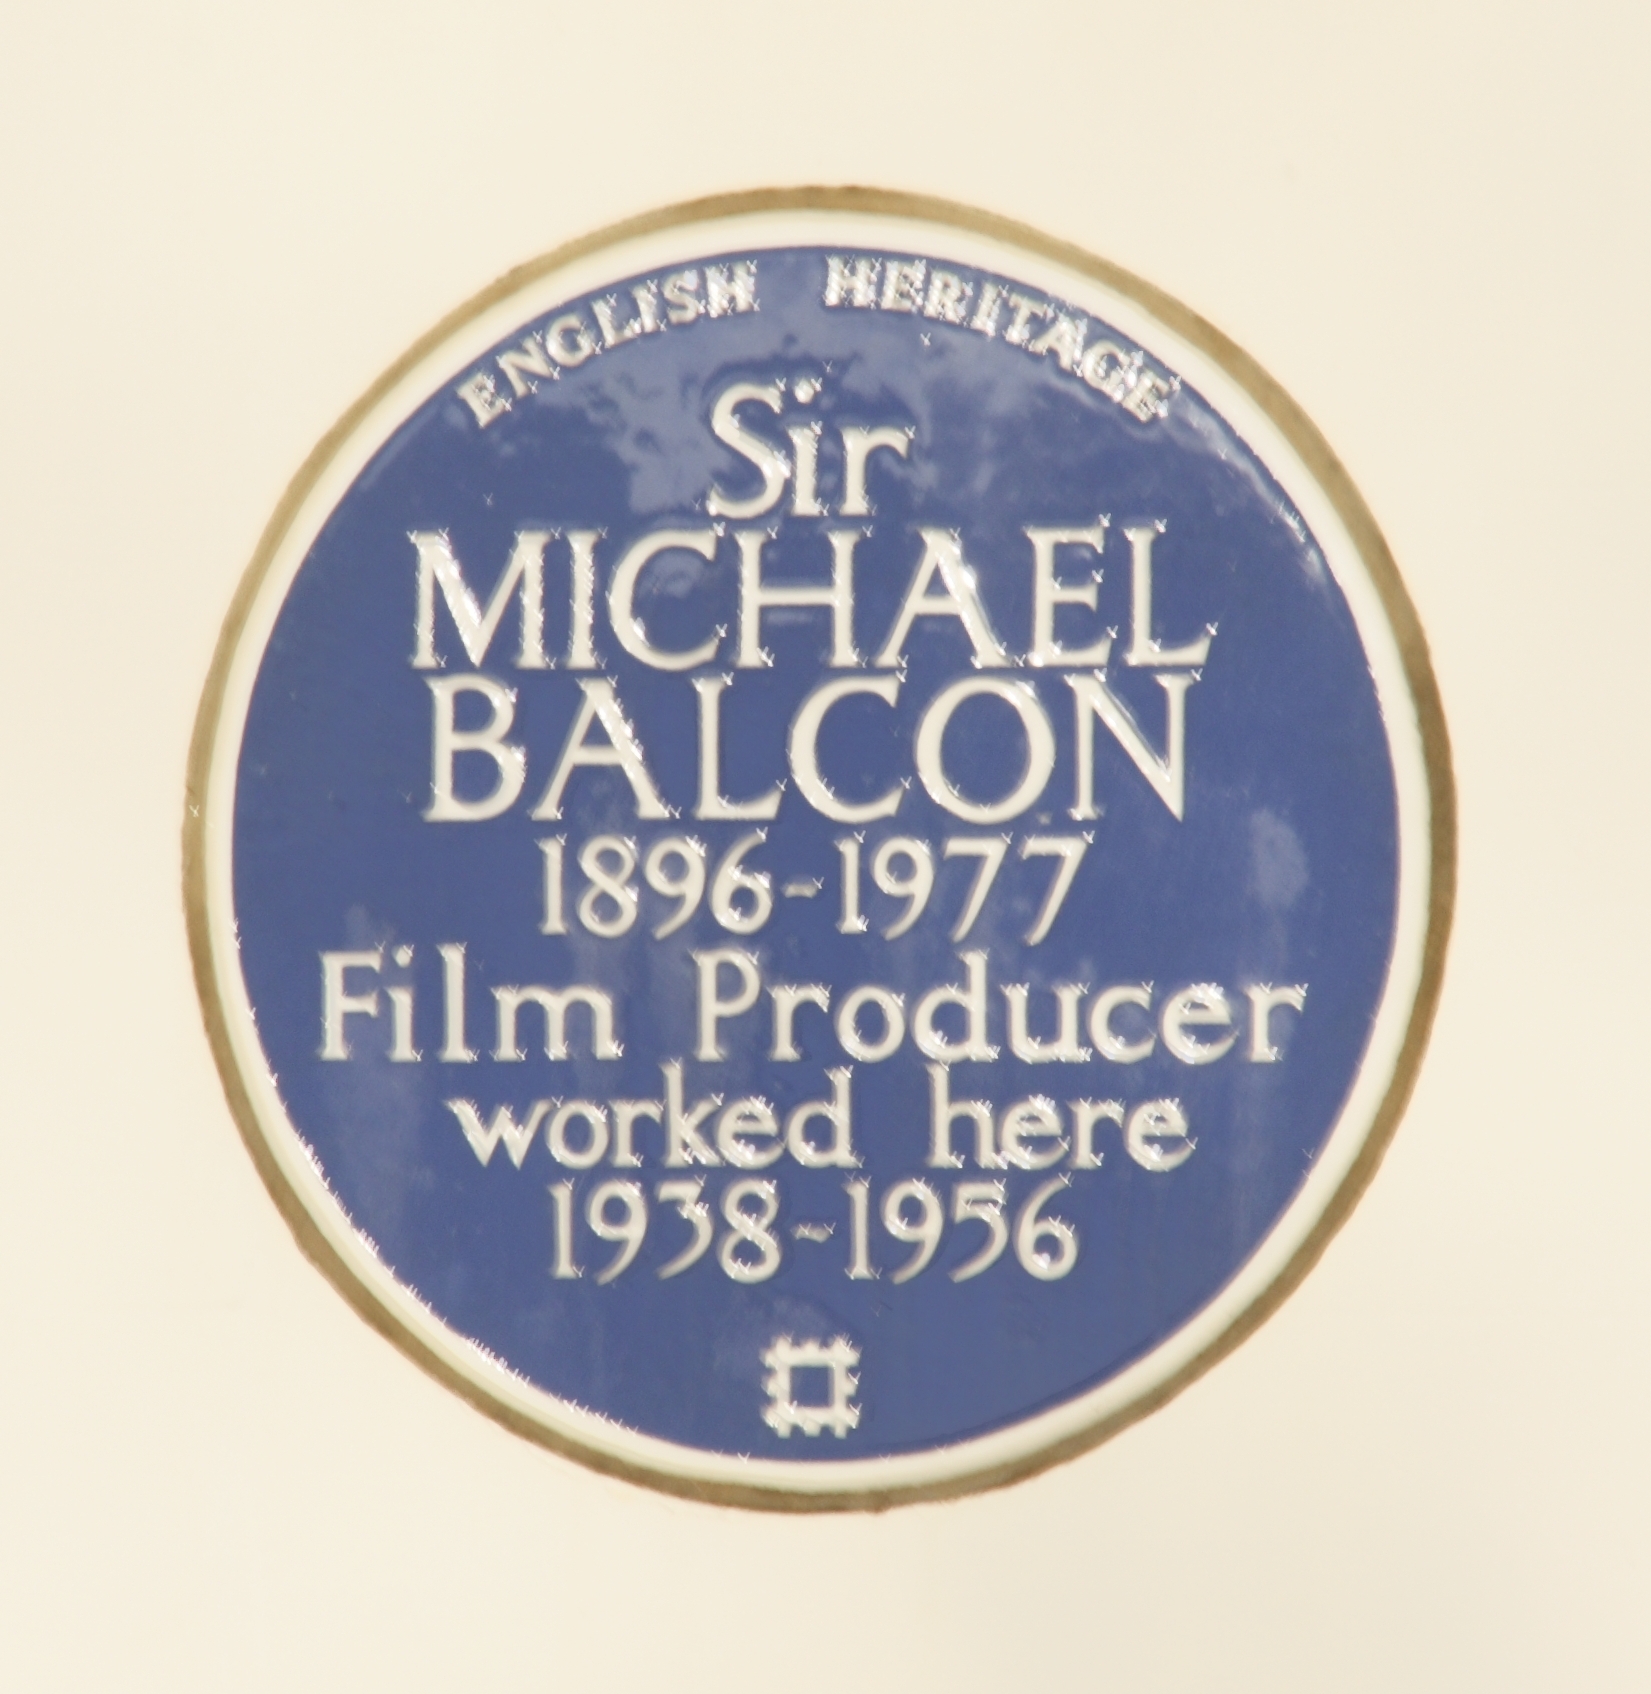 ENGLISH HERITAGE
Sir
MICHAEL
BALCON
1896-1977
Film Producer
worked here
1938-1956